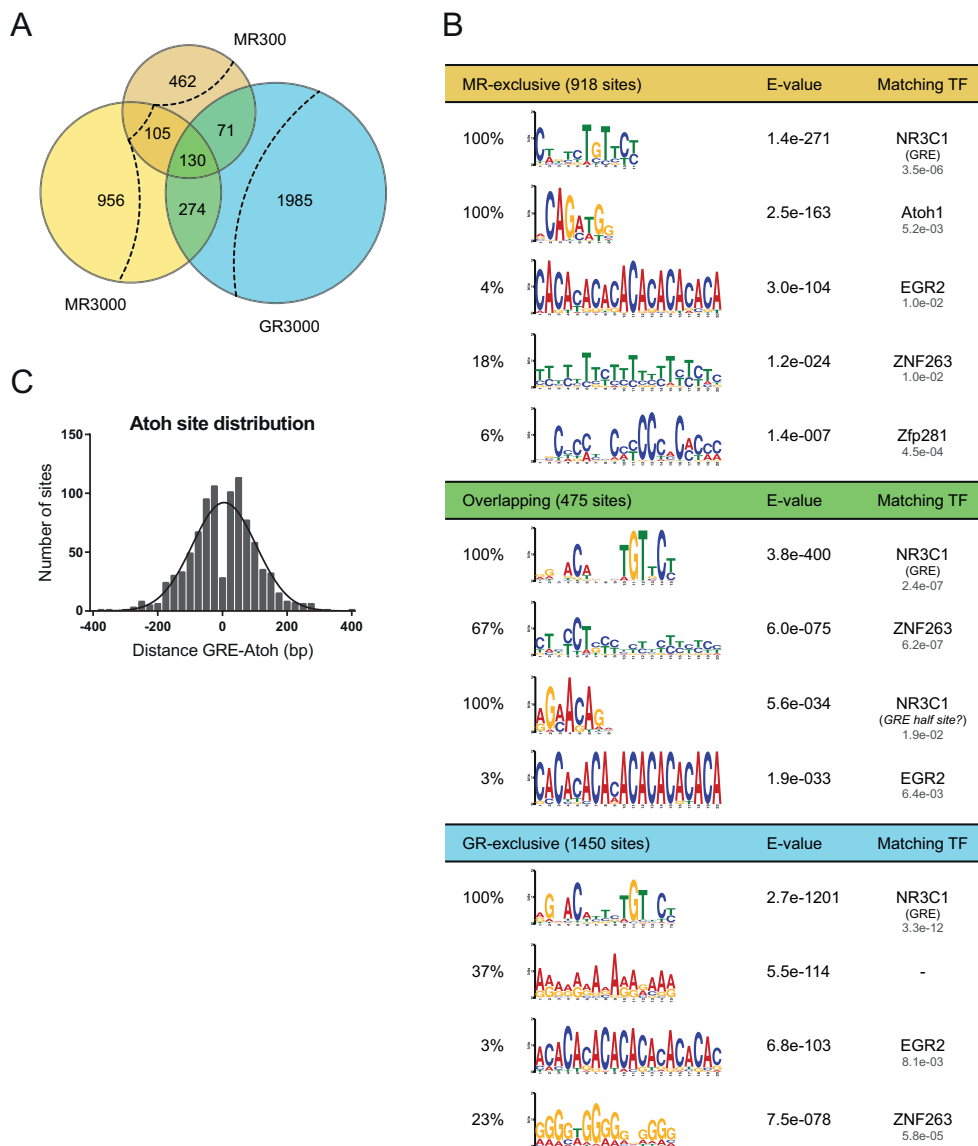 A
MR300
462
105
71
130
956
274
1985
MR3000
GR3000
B
MR-exclusive (918 sites) E-value Matching TF
100% 1.4e-271 NR3C1
(GRE)
3.5e-06
100% 2.5e-163 Atoh1
5.2e-03
4% 3.0e-104 EGR2
1.0e-02
18% 1.2e-024 ZNF263
1.0e-02
6% 1.4e-007 Zfp281
4.5e-04
Overlapping (475 sites) E-value Matching TF
100% 3.8e-400 NR3C1
(GRE)
2.4e-07
67% 6.0e-075 ZNF263
6.2e-07
100% 5.6e-034 NR3C1
(GRE half site?)
1.9e-02
3% 1.9e-033 EGR2
6.4e-03
GR-exclusive (1450 sites) E-value Matching TF
100% 2.7e-1201 NR3C1
(GRE)
3.3e-12
37% 5.5e-114 -
3% 6.8e-103 EGR2
8.1e-03
23% 7.5e-078 ZNF263
5.8e-05
C
Atoh site distribution
Number of sites
150
100
50
0
-400 -200 0 200 400
Distance GRE-Atoh (bp)